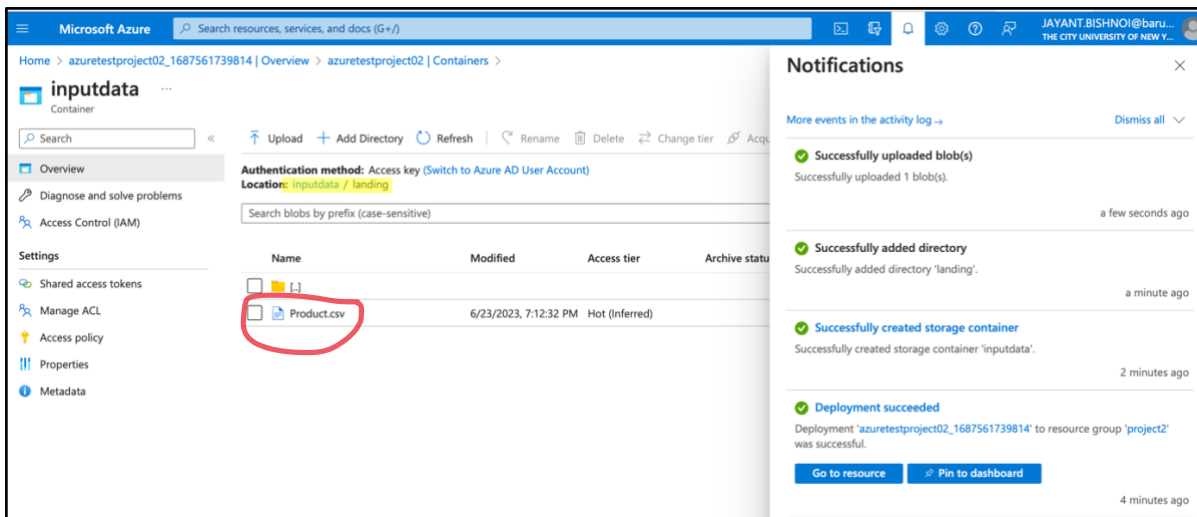 Microsoft Azure
Search resources, services, and docs (G+/)
JAYANT.BISHNOI@baru...
THE CITY UNIVERSITY OF NEW Y...
Home > azuretestproject02_1687561739814 | Overview > azuretestproject02 | Containers >
inputdata ...
Container
Search
«
Overview
Diagnose and solve problems
Access Control (IAM)
Settings
Shared access tokens
Manage ACL
Access policy
Properties
Metadata
Upload Add Directory Refresh Rename Delete Change tier Acqu
Authentication method: Access key (Switch to Azure AD User Account)
Location: inputdata / landing
Search blobs by prefix (case-sensitive)
Name Modified Access tier Archive statu
[..]
Product.csv 6/23/2023, 7:12:32 PM Hot (Inferred)
Notifications
More events in the activity log → Dismiss all
Successfully uploaded blob(s)
Successfully uploaded 1 blob(s).
a few seconds ago
Successfully added directory
Successfully added directory 'landing'.
a minute ago
Successfully created storage container
Successfully created storage container 'inputdata'.
2 minutes ago
Deployment succeeded
Deployment 'azuretestproject02_1687561739814' to resource group 'project2'
was successful.
Go to resource Pin to dashboard
4 minutes ago